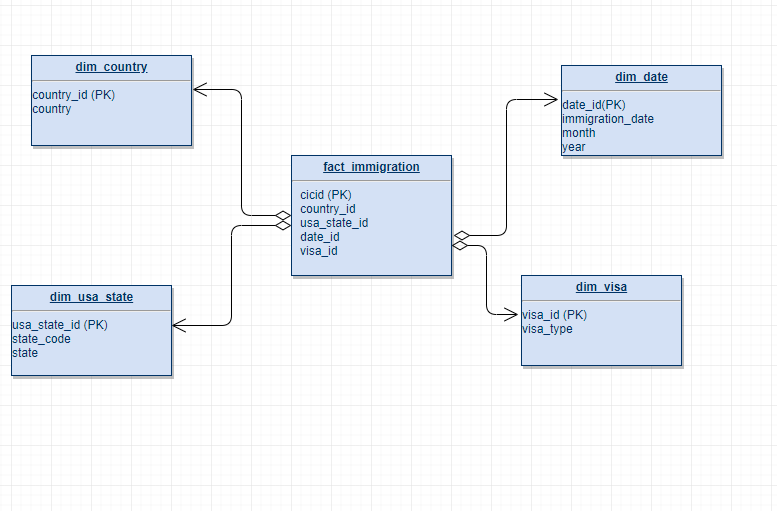 dim_country
country_id (PK)
country
dim_date
date_id(PK)
immigration_date
month
year
fact_immigration
cicid (PK)
country_id
usa_state_id
date_id
visa_id
dim_usa_state
usa_state_id (PK)
state_code
state
dim_visa
visa_id (PK)
visa_type